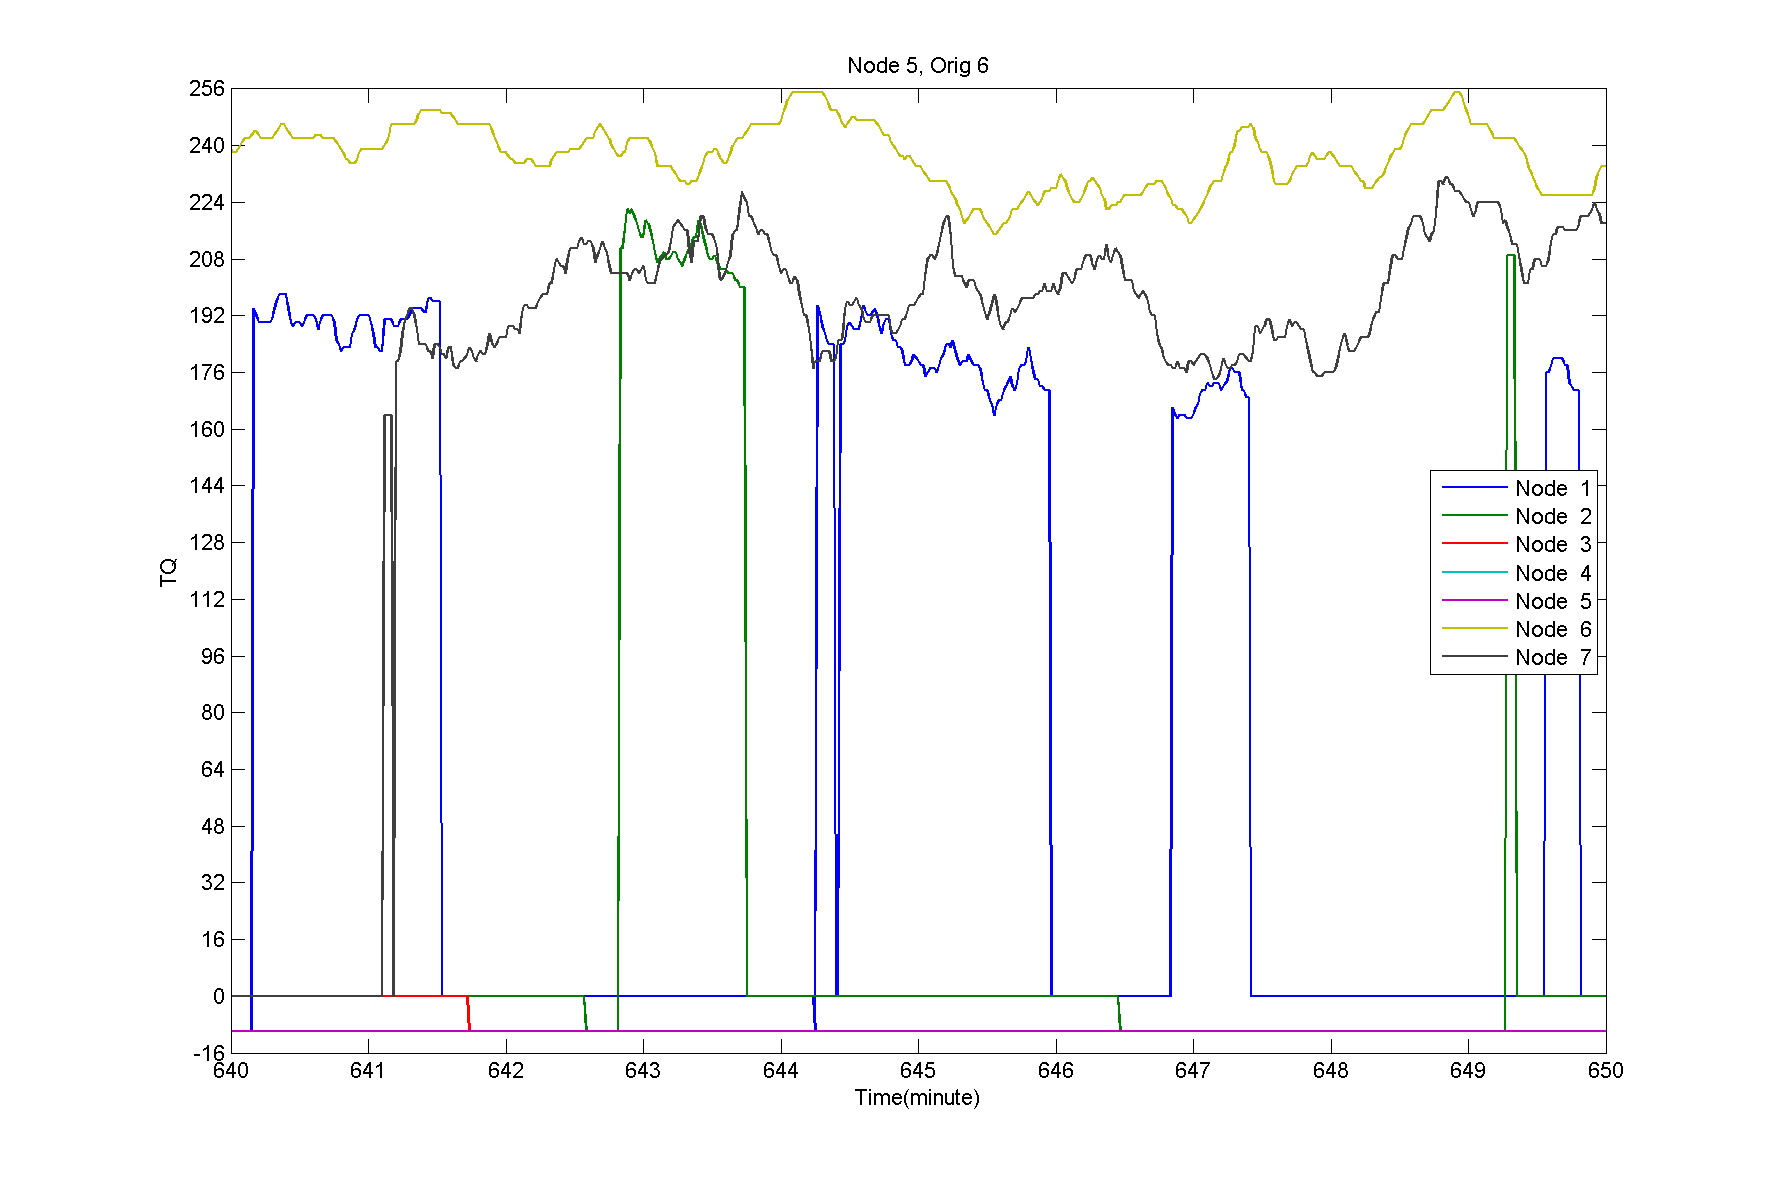 Node 5, Orig 6
256
240
224
208
192
176
160
144
128
112
96
80
64
48
32
16
0
-16
TQ
Node 1
Node 2
Node 3
Node 4
Node 5
Node 6
Node 7
640 641 642 643 644 645 646 647 648 649 650
Time(minute)